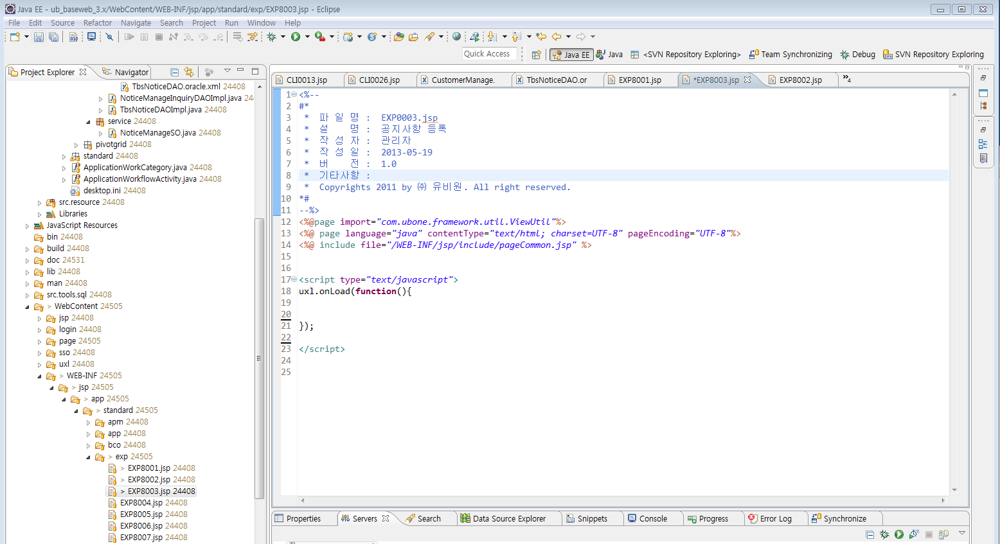 Java EE - ub_baseweb_3.x/WebContent/WEB-INF/jsp/app/standard/exp/EXP8003.jsp - Eclipse
File Edit Source Refactor Navigate Search Project Run Window Help
Quick Access
Java EE Java <SVN Repository Exploring> Team Synchronizing Debug SVN Repository Exploring
Project Explorer Navigator
TbsNoticeDAO.oracle.xml 24408
NoticeManageInquiryDAOImpl.java 24
TbsNoticeDAOImpl.java 24408
service 24408
NoticeManageSO.java 24408
pivotgrid 24408
standard 24408
ApplicationWorkCategory.java 24408
ApplicationWorkflowActivity.java 24408
desktop.ini 24408
src.resource 24408
Libraries
JavaScript Resources
bin 24408
build 24408
doc 24531
lib 24408
man 24408
src.tools.sql 24408
> WebContent 24505
jsp 24408
login 24408
page 24505
sso 24408
uxl 24408
> WEB-INF 24505
> jsp 24505
> app 24505
> standard 24505
apm 24408
app 24408
bco 24408
> exp 24505
> EXP8001.jsp 24408
> EXP8002.jsp 24408
> EXP8003.jsp 24408
EXP8004.jsp 24408
EXP8005.jsp 24408
EXP8006.jsp 24408
EXP8007.jsp 24408
CLI0013.jsp CLI0026.jsp CustomerManage. TbsNoticeDAO.or EXP8001.jsp *EXP8003.jsp EXP8002.jsp »4
1 <%--
2 #*
3 * 파 일 명 : EXP0003.jsp
4 * 설 명 : 공지사항 등록
5 * 작 성 자 : 관리자
6 * 작 성 일 : 2013-05-19
7 * 버 전 : 1.0
8 * 기타사항 :
9 * Copyrights 2011 by ㈜ 유비원. All right reserved.
10 *#
11 --%>
12 <%@page import="com.ubone.framework.util.ViewUtil"%>
13 <%@ page language="java" contentType="text/html; charset=UTF-8" pageEncoding="UTF-8"%>
14 <%@ include file="/WEB-INF/jsp/include/pageCommon.jsp" %>
15
16
17 <script type="text/javascript">
18 uxl.onLoad(function(){
19
20
21 });
22
23 </script>
24
25
Properties Servers Search Data Source Explorer Snippets Console Progress Error Log Synchronize